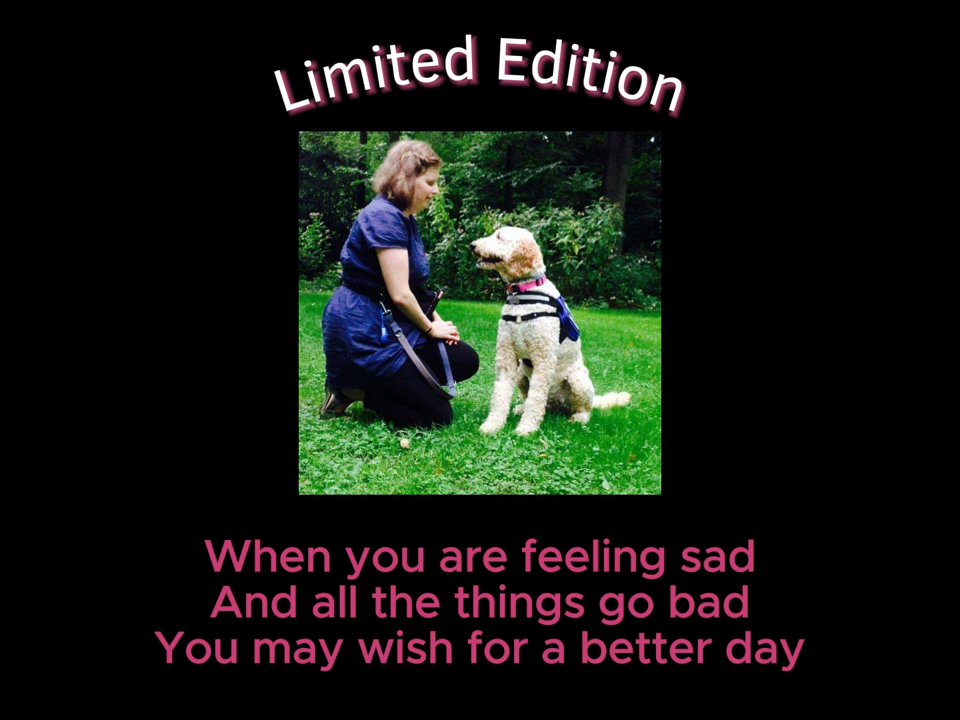 Limited Edition
When you are feeling sad
And all the things go bad
You may wish for a better day